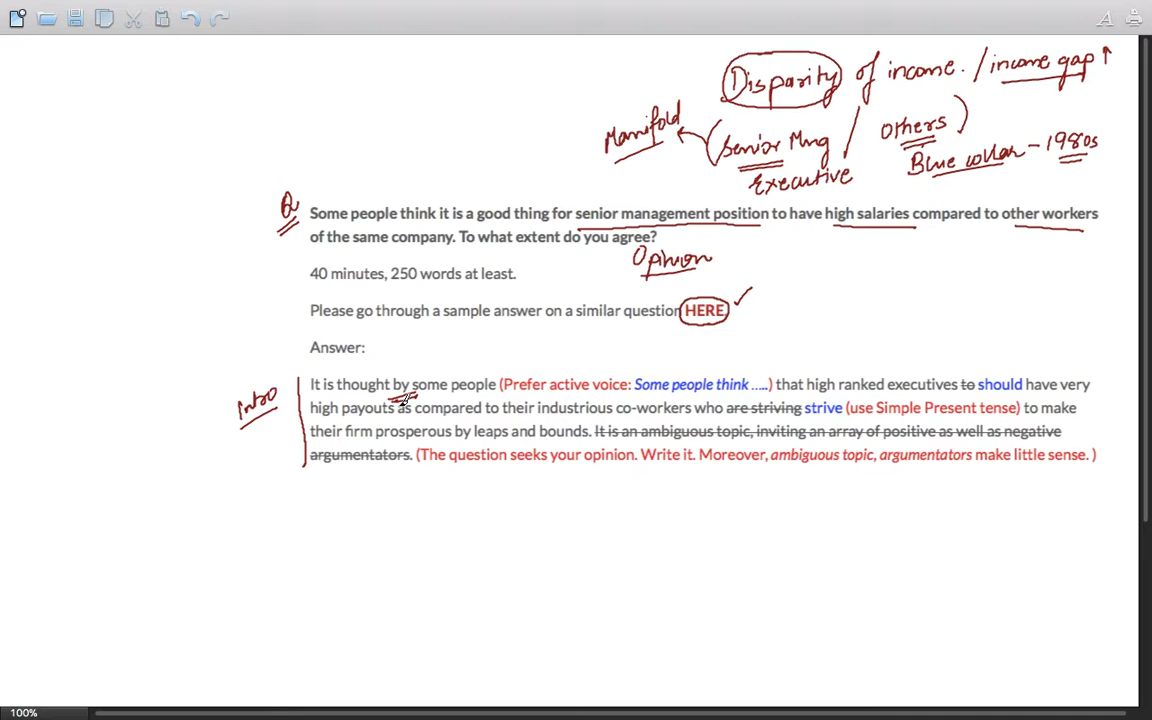 Disparity of income. / income gap ↑
Manifold ← (Senior Mng / Others)
Executive Blue collar - 1980s
Q Some people think it is a good thing for senior management position to have high salaries compared to other workers
of the same company. To what extent do you agree?
Opinion
40 minutes, 250 words at least.
Please go through a sample answer on a similar question HERE.
Answer:
Intro
It is thought by some people (Prefer active voice: Some people think …..) that high ranked executives to should have very
high payouts as compared to their industrious co-workers who are striving strive (use Simple Present tense) to make
their firm prosperous by leaps and bounds. It is an ambiguous topic, inviting an array of positive as well as negative
argumentators. (The question seeks your opinion. Write it. Moreover, ambiguous topic, argumentators make little sense. )
100%